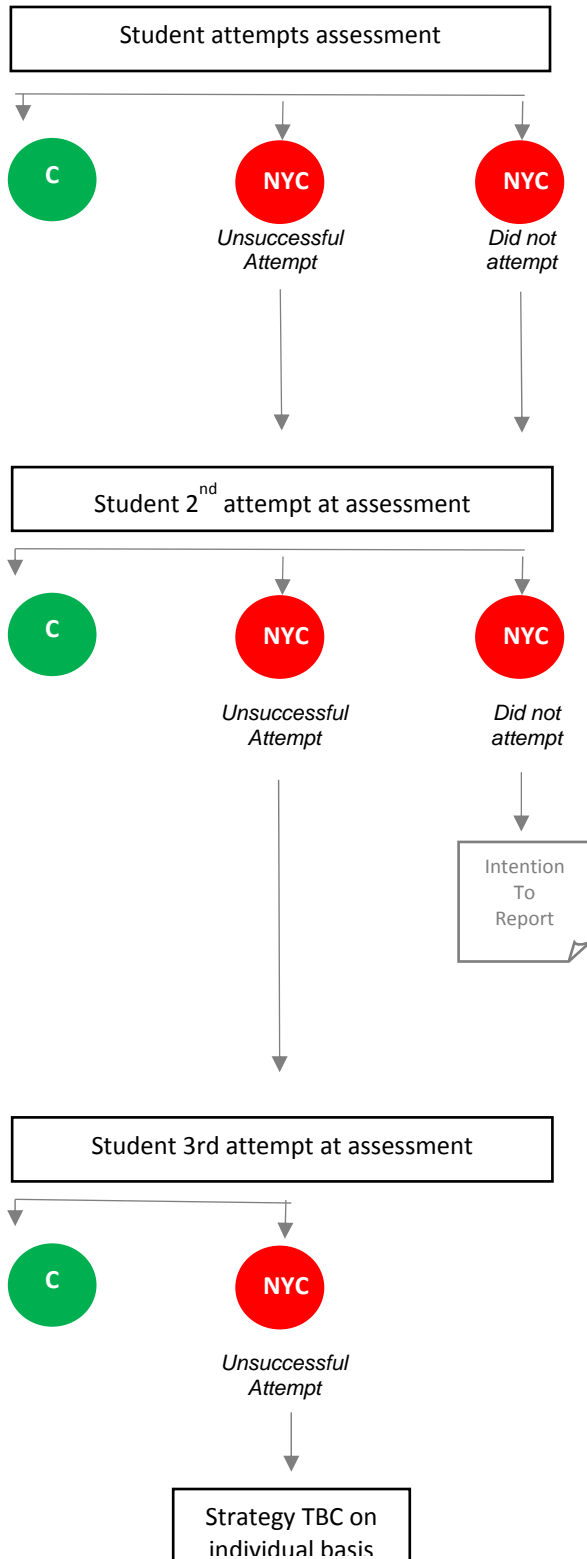 Student attempts assessment
C
NYC
NYC
Unsuccessful
Attempt
Did not
attempt
Student 2nd attempt at assessment
C
NYC
NYC
Unsuccessful
Attempt
Did not
attempt
Intention
To
Report
Student 3rd attempt at assessment
C
NYC
Unsuccessful
Attempt
Strategy TBC on
individual basis